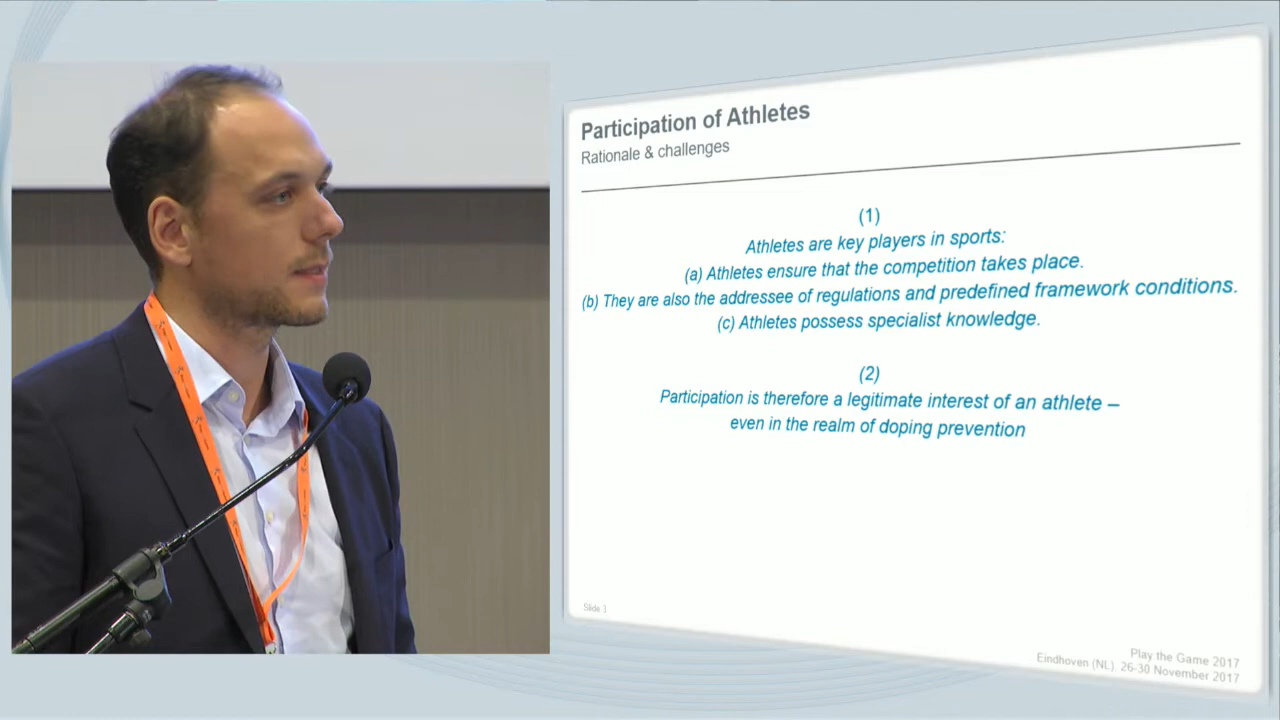 Participation of Athletes
Rationale & challenges
(1)
Athletes are key players in sports:
(a) Athletes ensure that the competition takes place.
(b) They are also the addressee of regulations and predefined framework conditions.
(c) Athletes possess specialist knowledge.
(2)
Participation is therefore a legitimate interest of an athlete –
even in the realm of doping prevention
Slide 3
Play the Game 2017
Eindhoven (NL). 26-30 November 2017